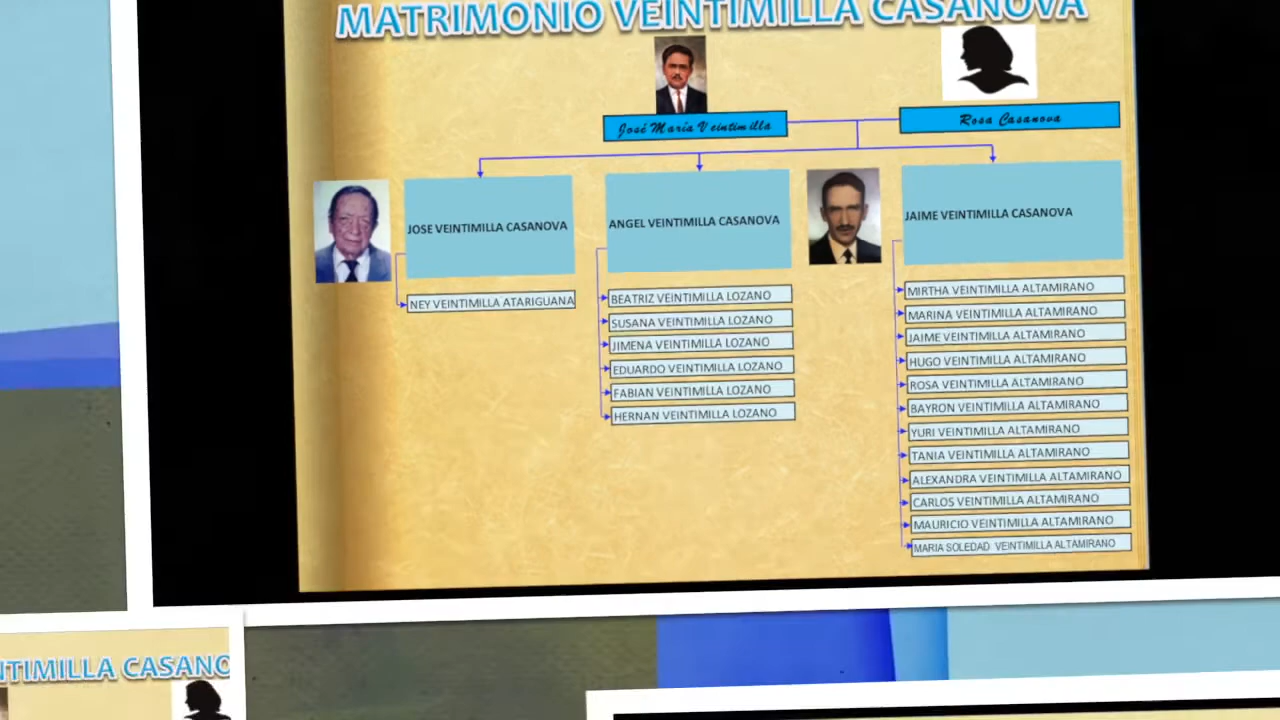 MATRIMONIO VEINTIMILLA CASANOVA
José María Veintimilla
Rosa Casanova
JOSE VEINTIMILLA CASANOVA
ANGEL VEINTIMILLA CASANOVA
JAIME VEINTIMILLA CASANOVA
NEY VEINTIMILLA ATARIGUANA
BEATRIZ VEINTIMILLA LOZANO
SUSANA VEINTIMILLA LOZANO
JIMENA VEINTIMILLA LOZANO
EDUARDO VEINTIMILLA LOZANO
FABIAN VEINTIMILLA LOZANO
HERNAN VEINTIMILLA LOZANO
MIRTHA VEINTIMILLA ALTAMIRANO
MARINA VEINTIMILLA ALTAMIRANO
JAIME VEINTIMILLA ALTAMIRANO
HUGO VEINTIMILLA ALTAMIRANO
ROSA VEINTIMILLA ALTAMIRANO
BAYRON VEINTIMILLA ALTAMIRANO
YURI VEINTIMILLA ALTAMIRANO
TANIA VEINTIMILLA ALTAMIRANO
ALEXANDRA VEINTIMILLA ALTAMIRANO
CARLOS VEINTIMILLA ALTAMIRANO
MAURICIO VEINTIMILLA ALTAMIRANO
MARIA SOLEDAD VEINTIMILLA ALTAMIRANO
NTIMILLA CASANO